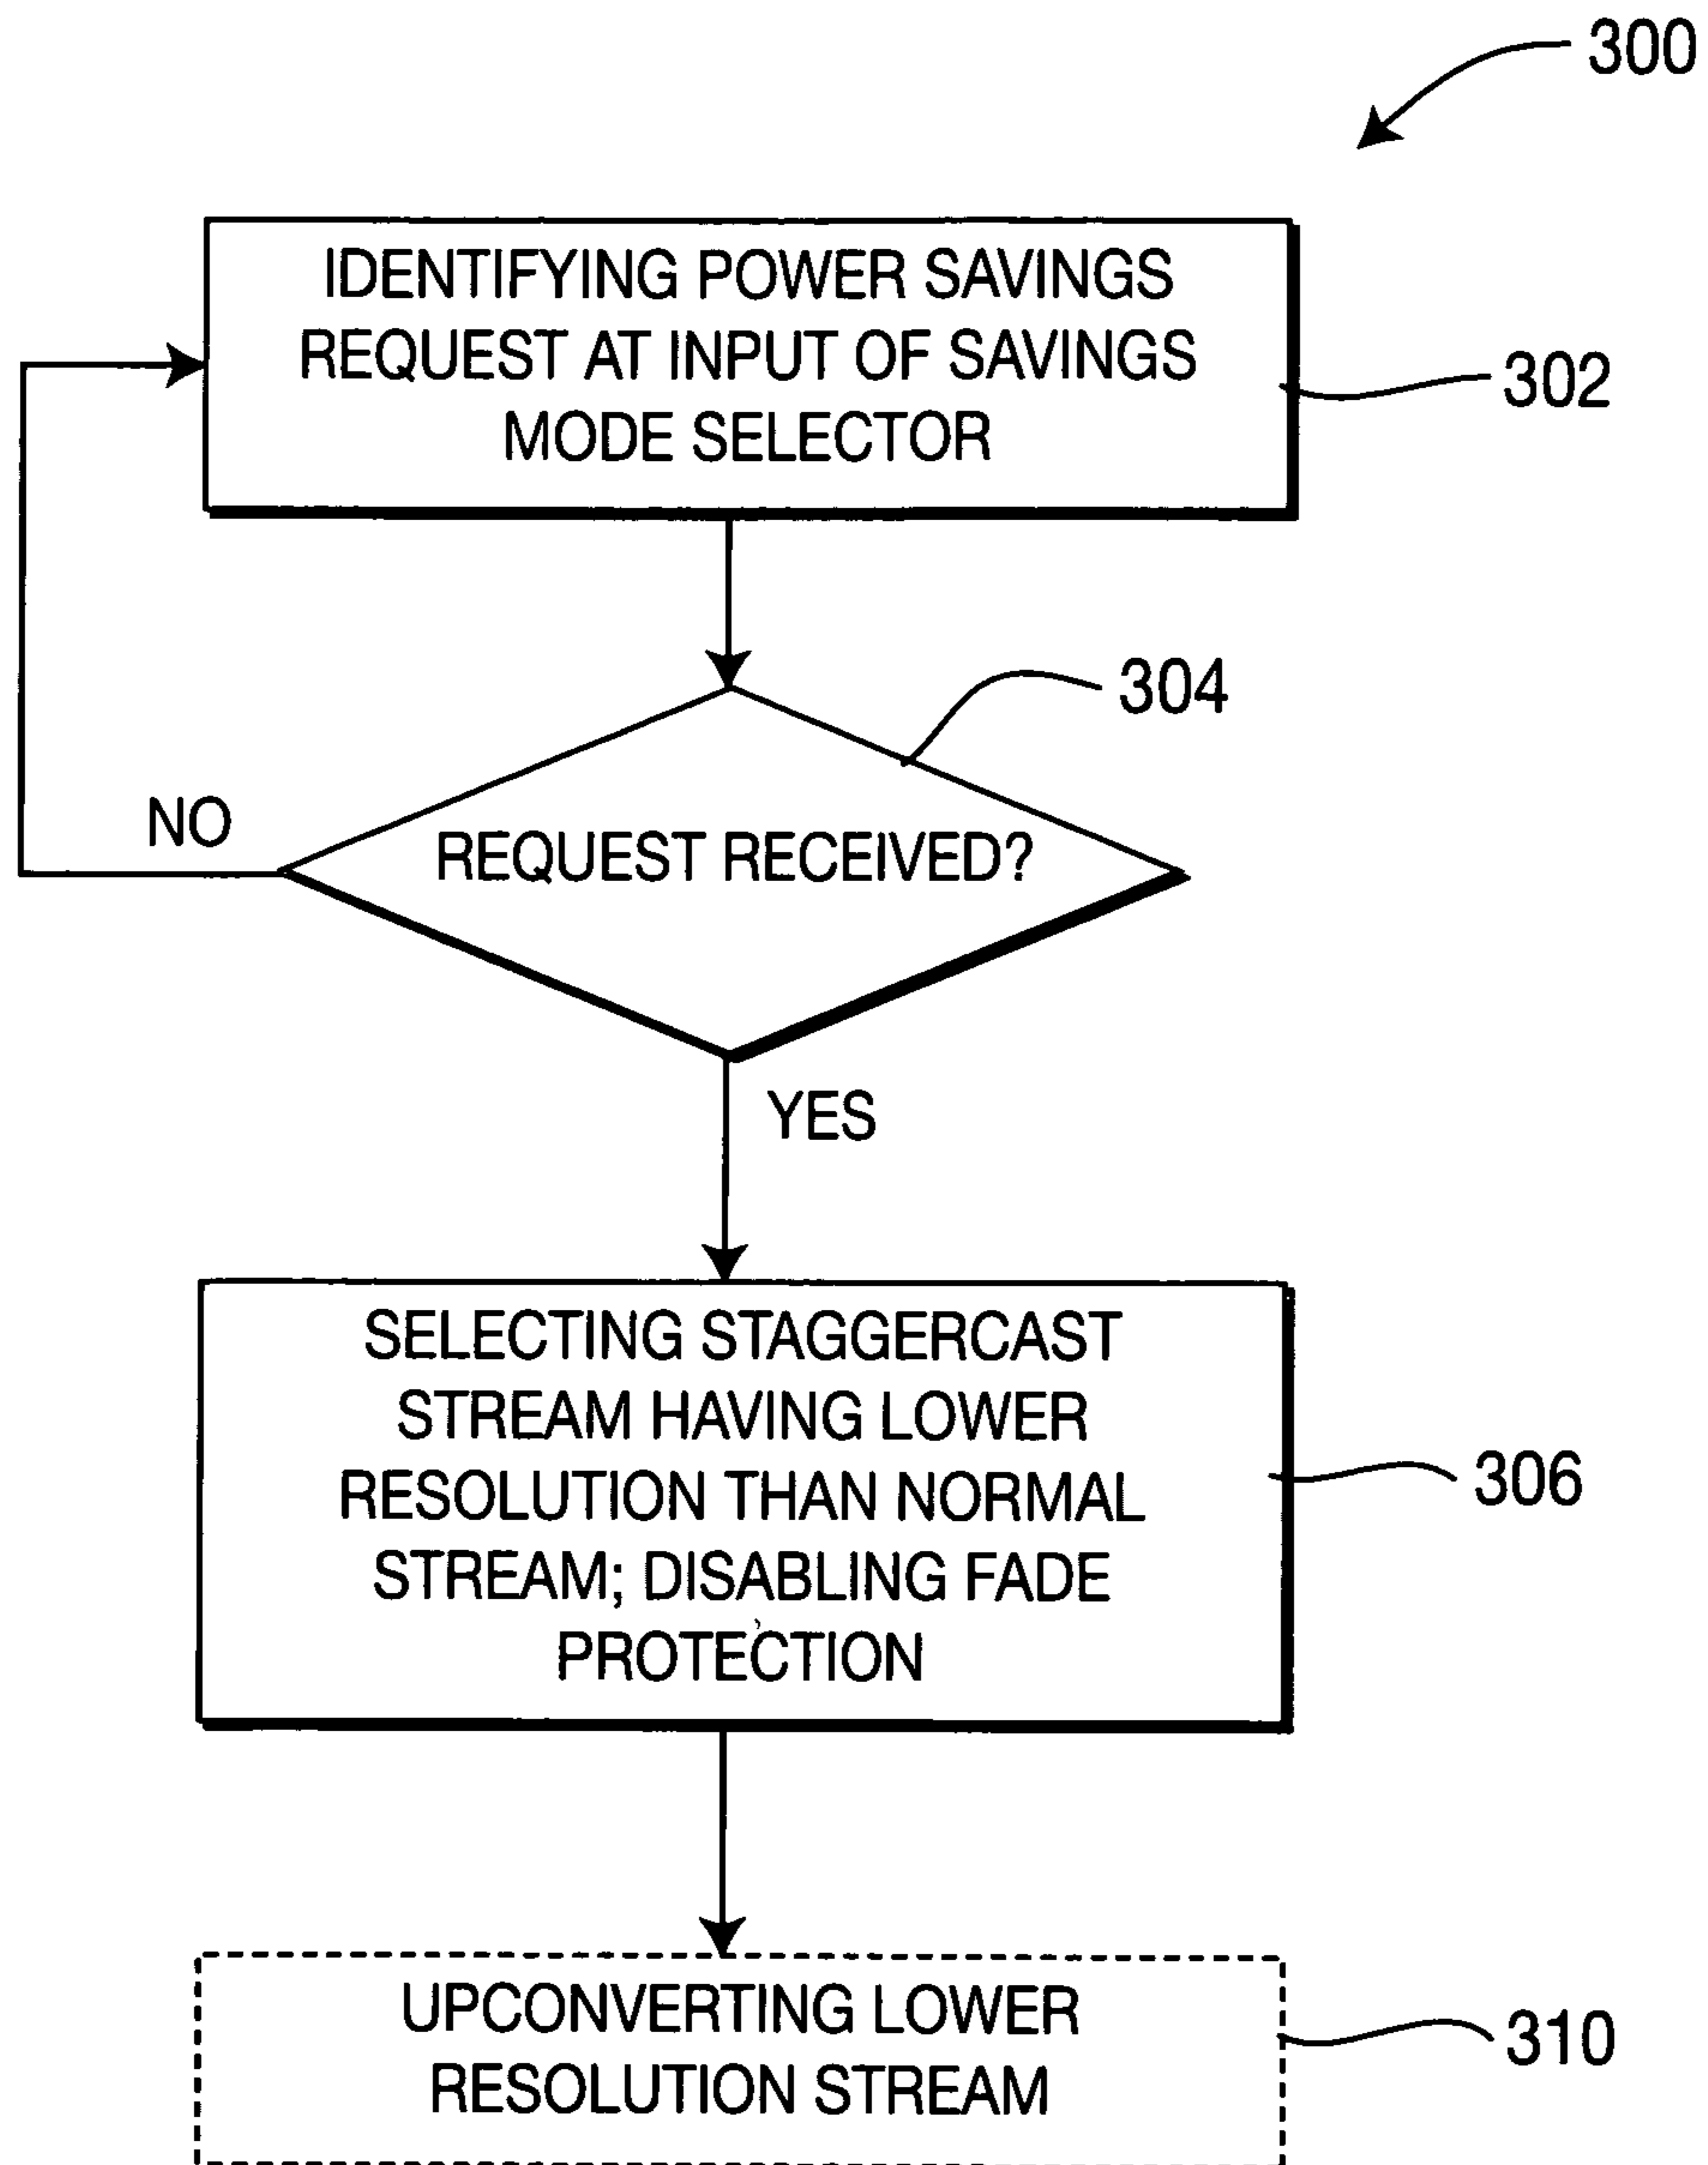 300
IDENTIFYING POWER SAVINGS
REQUEST AT INPUT OF SAVINGS
MODE SELECTOR
302
304
REQUEST RECEIVED?
NO
YES
SELECTING STAGGERCAST
STREAM HAVING LOWER
RESOLUTION THAN NORMAL
STREAM; DISABLING FADE
PROTECTION
306
UPCONVERTING LOWER
RESOLUTION STREAM
310